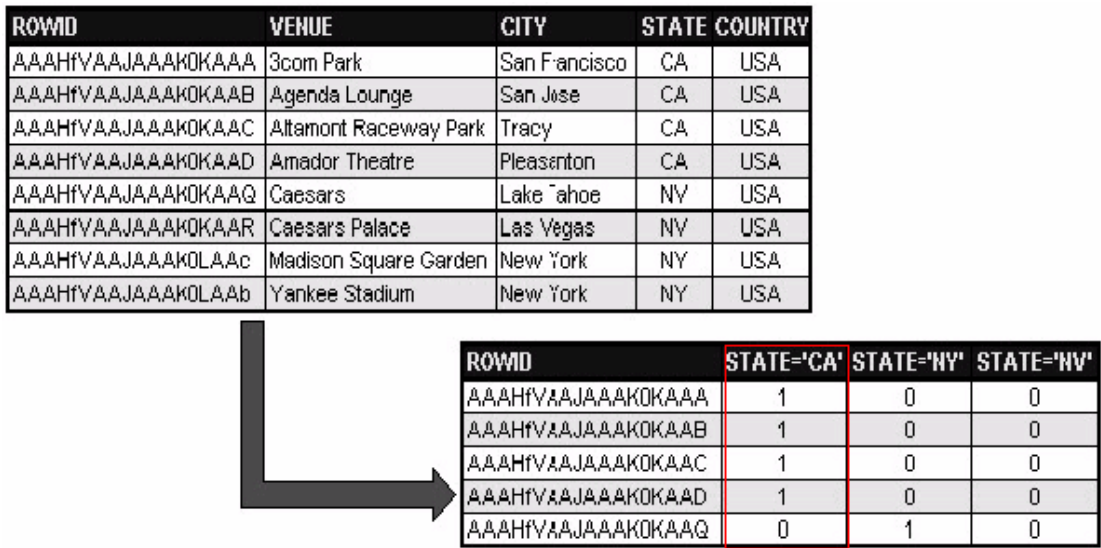 ROWID VENUE CITY STATE COUNTRY
AAAHfVAAJAAAK0KAAA 3com Park San Francisco CA USA
AAAHfVAAJAAAK0KAAB Agenda Lounge San Jose CA USA
AAAHfVAAJAAAK0KAAC Altamont Raceway Park Tracy CA USA
AAAHfVAAJAAAK0KAAD Amador Theatre Pleasanton CA USA
AAAHfVAAJAAAK0KAAQ Caesars Lake Tahoe NV USA
AAAHfVAAJAAAK0KAAR Caesars Palace Las Vegas NV USA
AAAHfVAAJAAAK0LAAc Madison Square Garden New York NY USA
AAAHfVAAJAAAK0LAAb Yankee Stadium New York NY USA
ROWID STATE='CA' STATE='NY' STATE='NV'
AAAHfVAAJAAAK0KAAA 1 0 0
AAAHfVAAJAAAK0KAAB 1 0 0
AAAHfVAAJAAAK0KAAC 1 0 0
AAAHfVAAJAAAK0KAAD 1 0 0
AAAHfVAAJAAAK0KAAQ 0 1 0